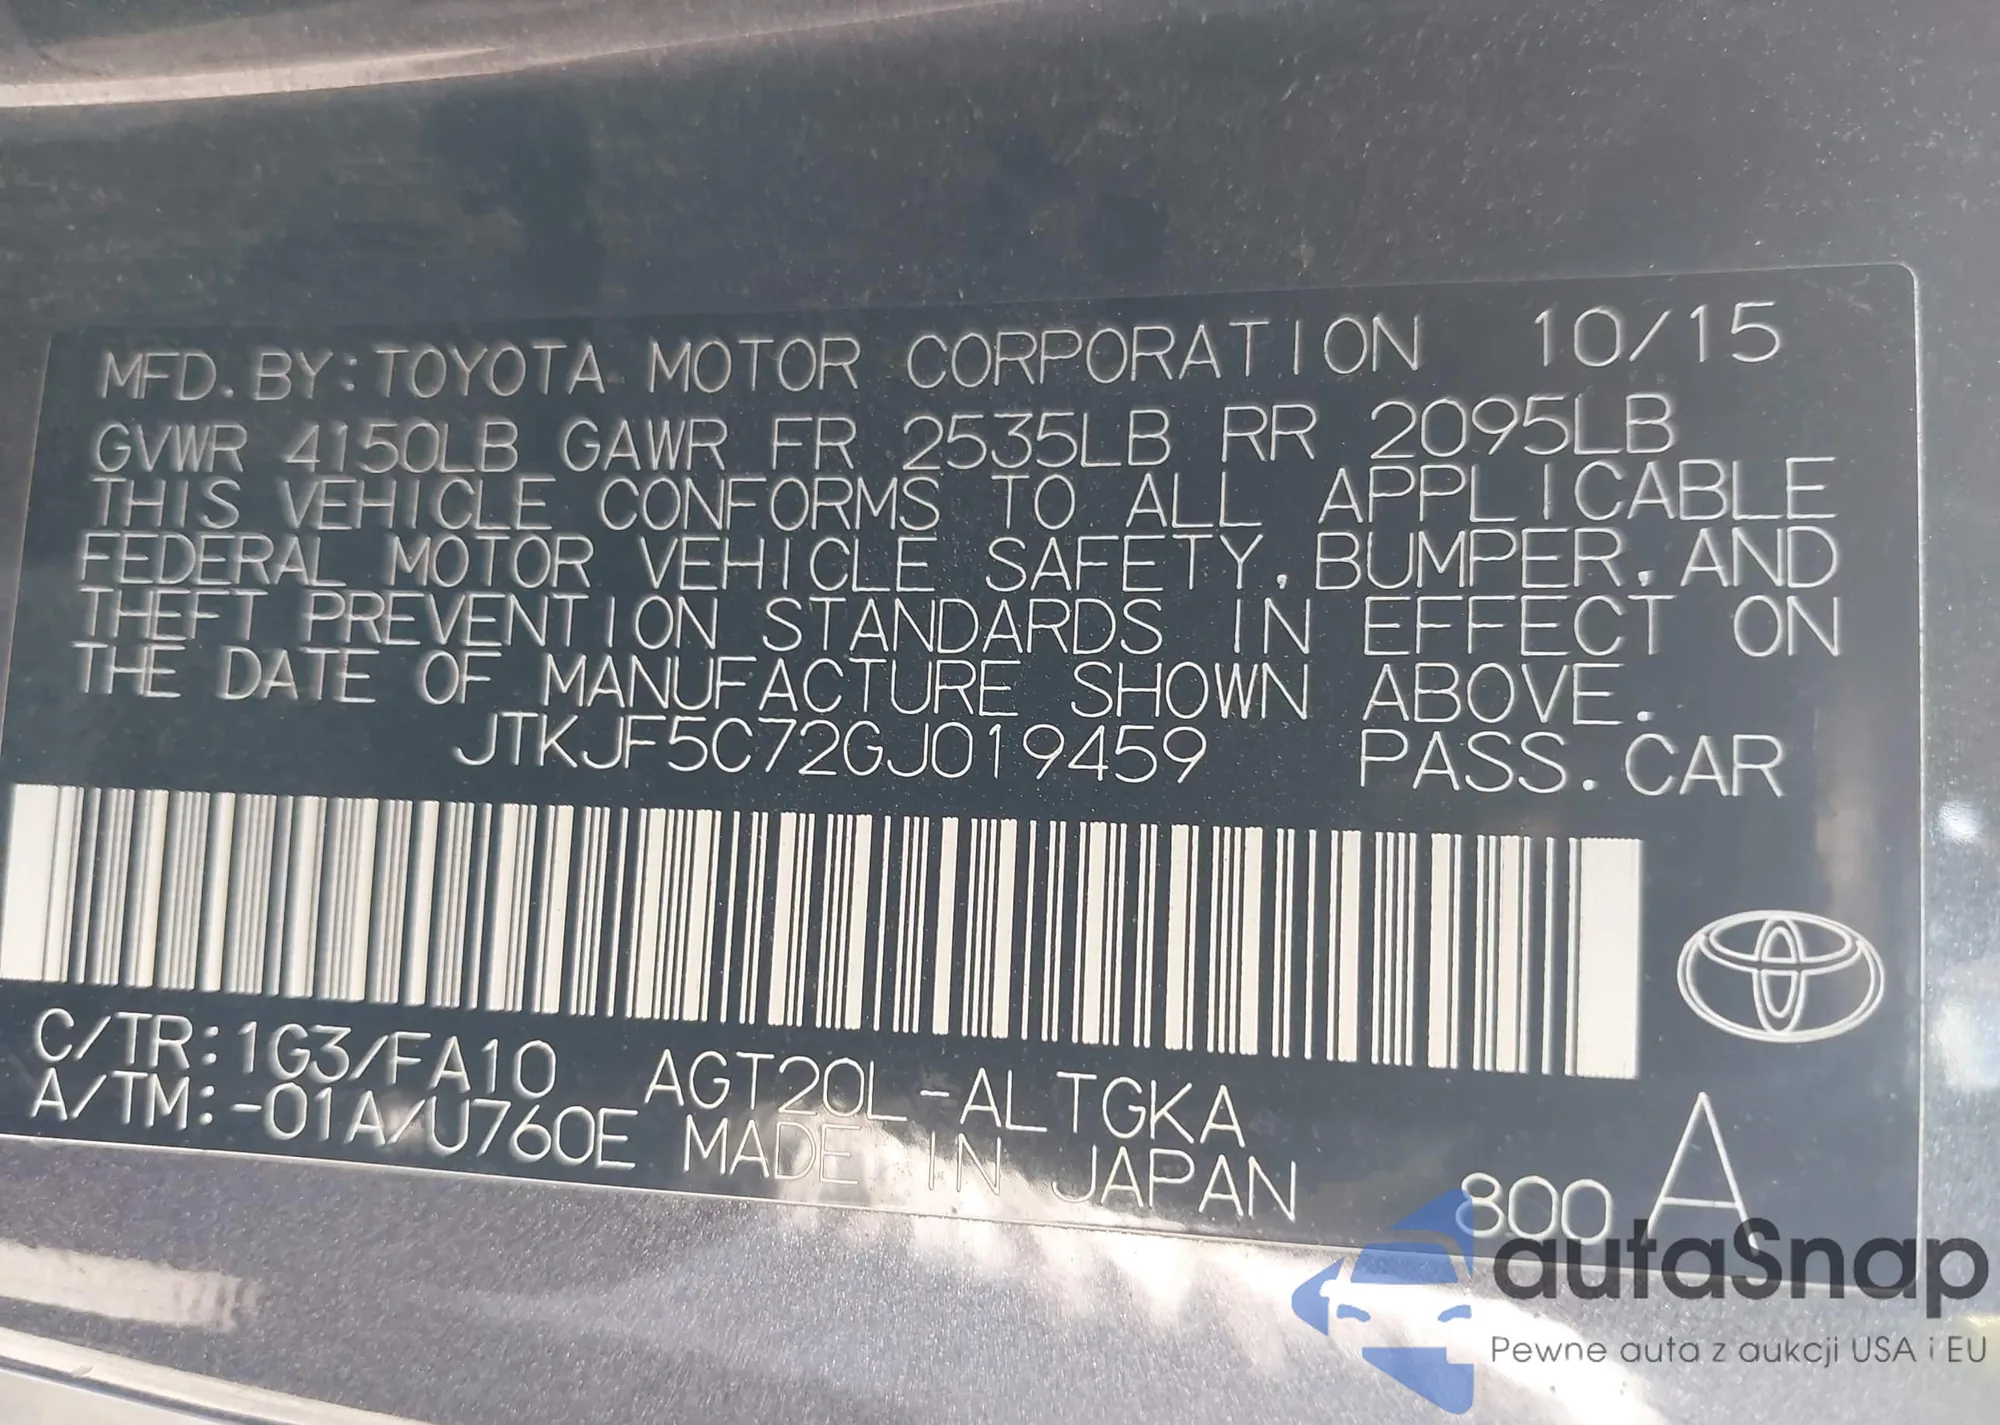 MFD. BY: TOYOTA MOTOR CORPORATION 10/15
GVWR 4150LB GAWR FR 2535LB RR 2095LB
THIS VEHICLE CONFORMS TO ALL APPLICABLE
FEDERAL MOTOR VEHICLE SAFETY, BUMPER, AND
THEFT PREVENTION STANDARDS IN EFFECT ON
THE DATE OF MANUFACTURE SHOWN ABOVE.
JTKJF5C72GJ019459 PASS. CAR
C/TR: 1G3/FA10 AGT20L-ALTGKA
A/TM: -01A/U760E MADE IN JAPAN
800 A
autaSnap
Pewne auta z aukcji USA i EU